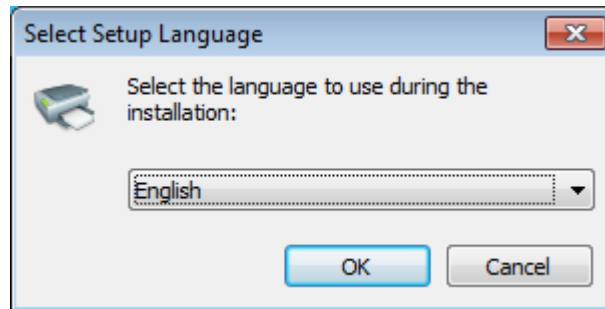 Select Setup Language
Select the language to use during the
installation:
English
OK
Cancel